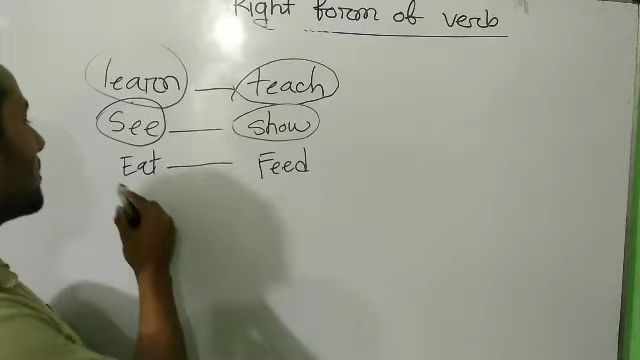 Right form of verb
learn — teach
See — show
Eat — Feed